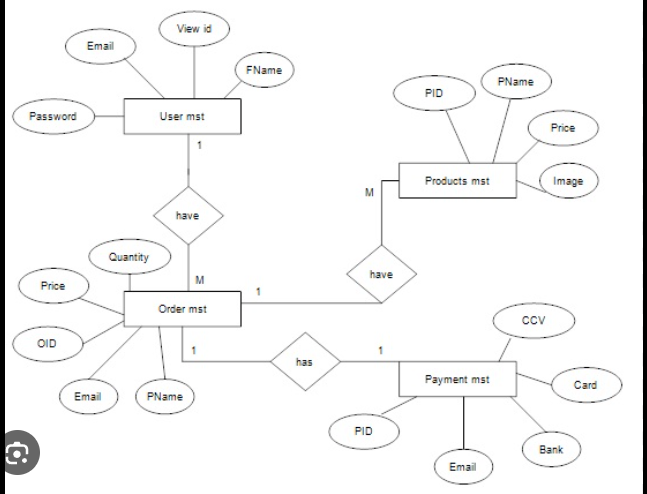 View id
Email
FName
Password
User mst
1
have
M
PID
PName
Price
Image
Products mst
M
have
1
Quantity
Price
OID
Order mst
Email
PName
1
has
1
CCV
Payment mst
Card
PID
Email
Bank